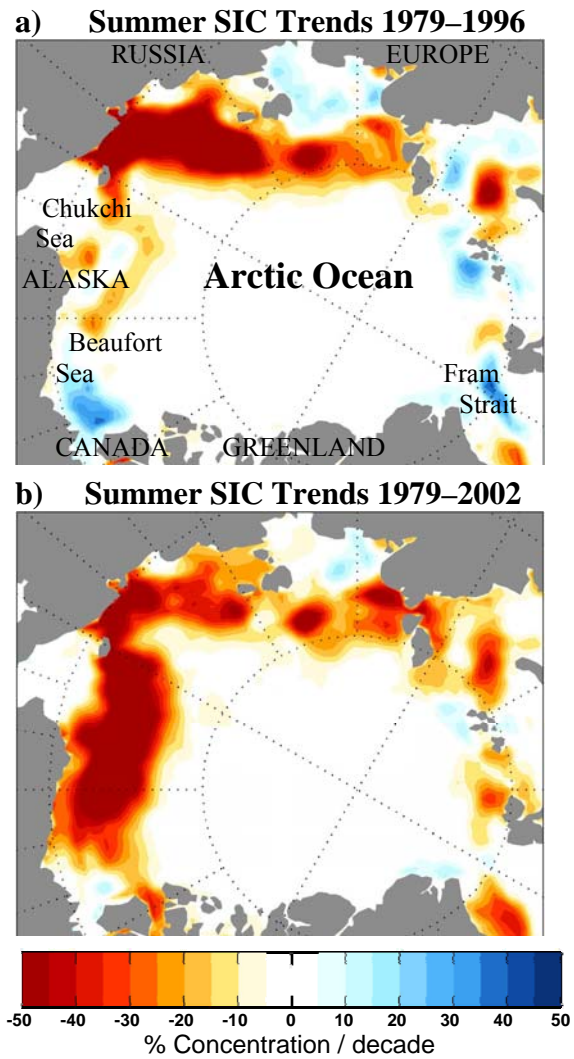 a) Summer SIC Trends 1979–1996
RUSSIA EUROPE
Chukchi
Sea
ALASKA
Arctic Ocean
Beaufort
Sea
Fram
Strait
CANADA GREENLAND
b) Summer SIC Trends 1979–2002
-50 -40 -30 -20 -10 0 10 20 30 40 50
% Concentration / decade